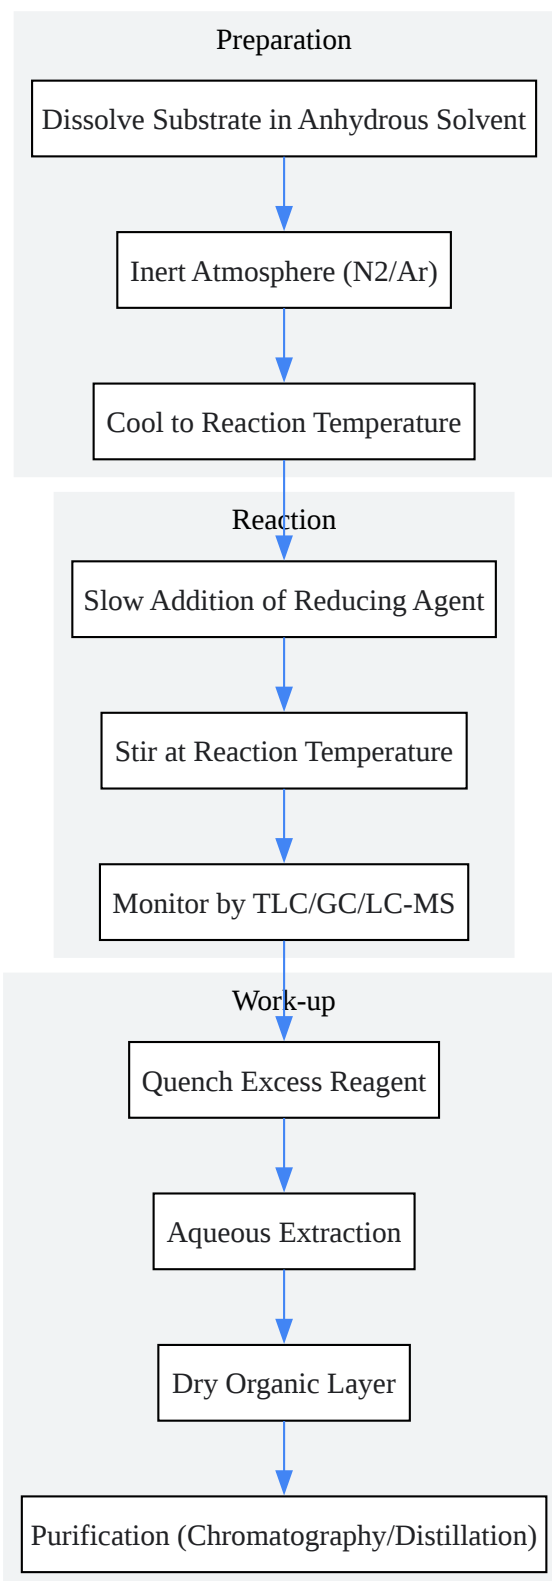 Preparation
Dissolve Substrate in Anhydrous Solvent
Inert Atmosphere (N2/Ar)
Cool to Reaction Temperature
Reaction
Slow Addition of Reducing Agent
Stir at Reaction Temperature
Monitor by TLC/GC/LC-MS
Work-up
Quench Excess Reagent
Aqueous Extraction
Dry Organic Layer
Purification (Chromatography/Distillation)